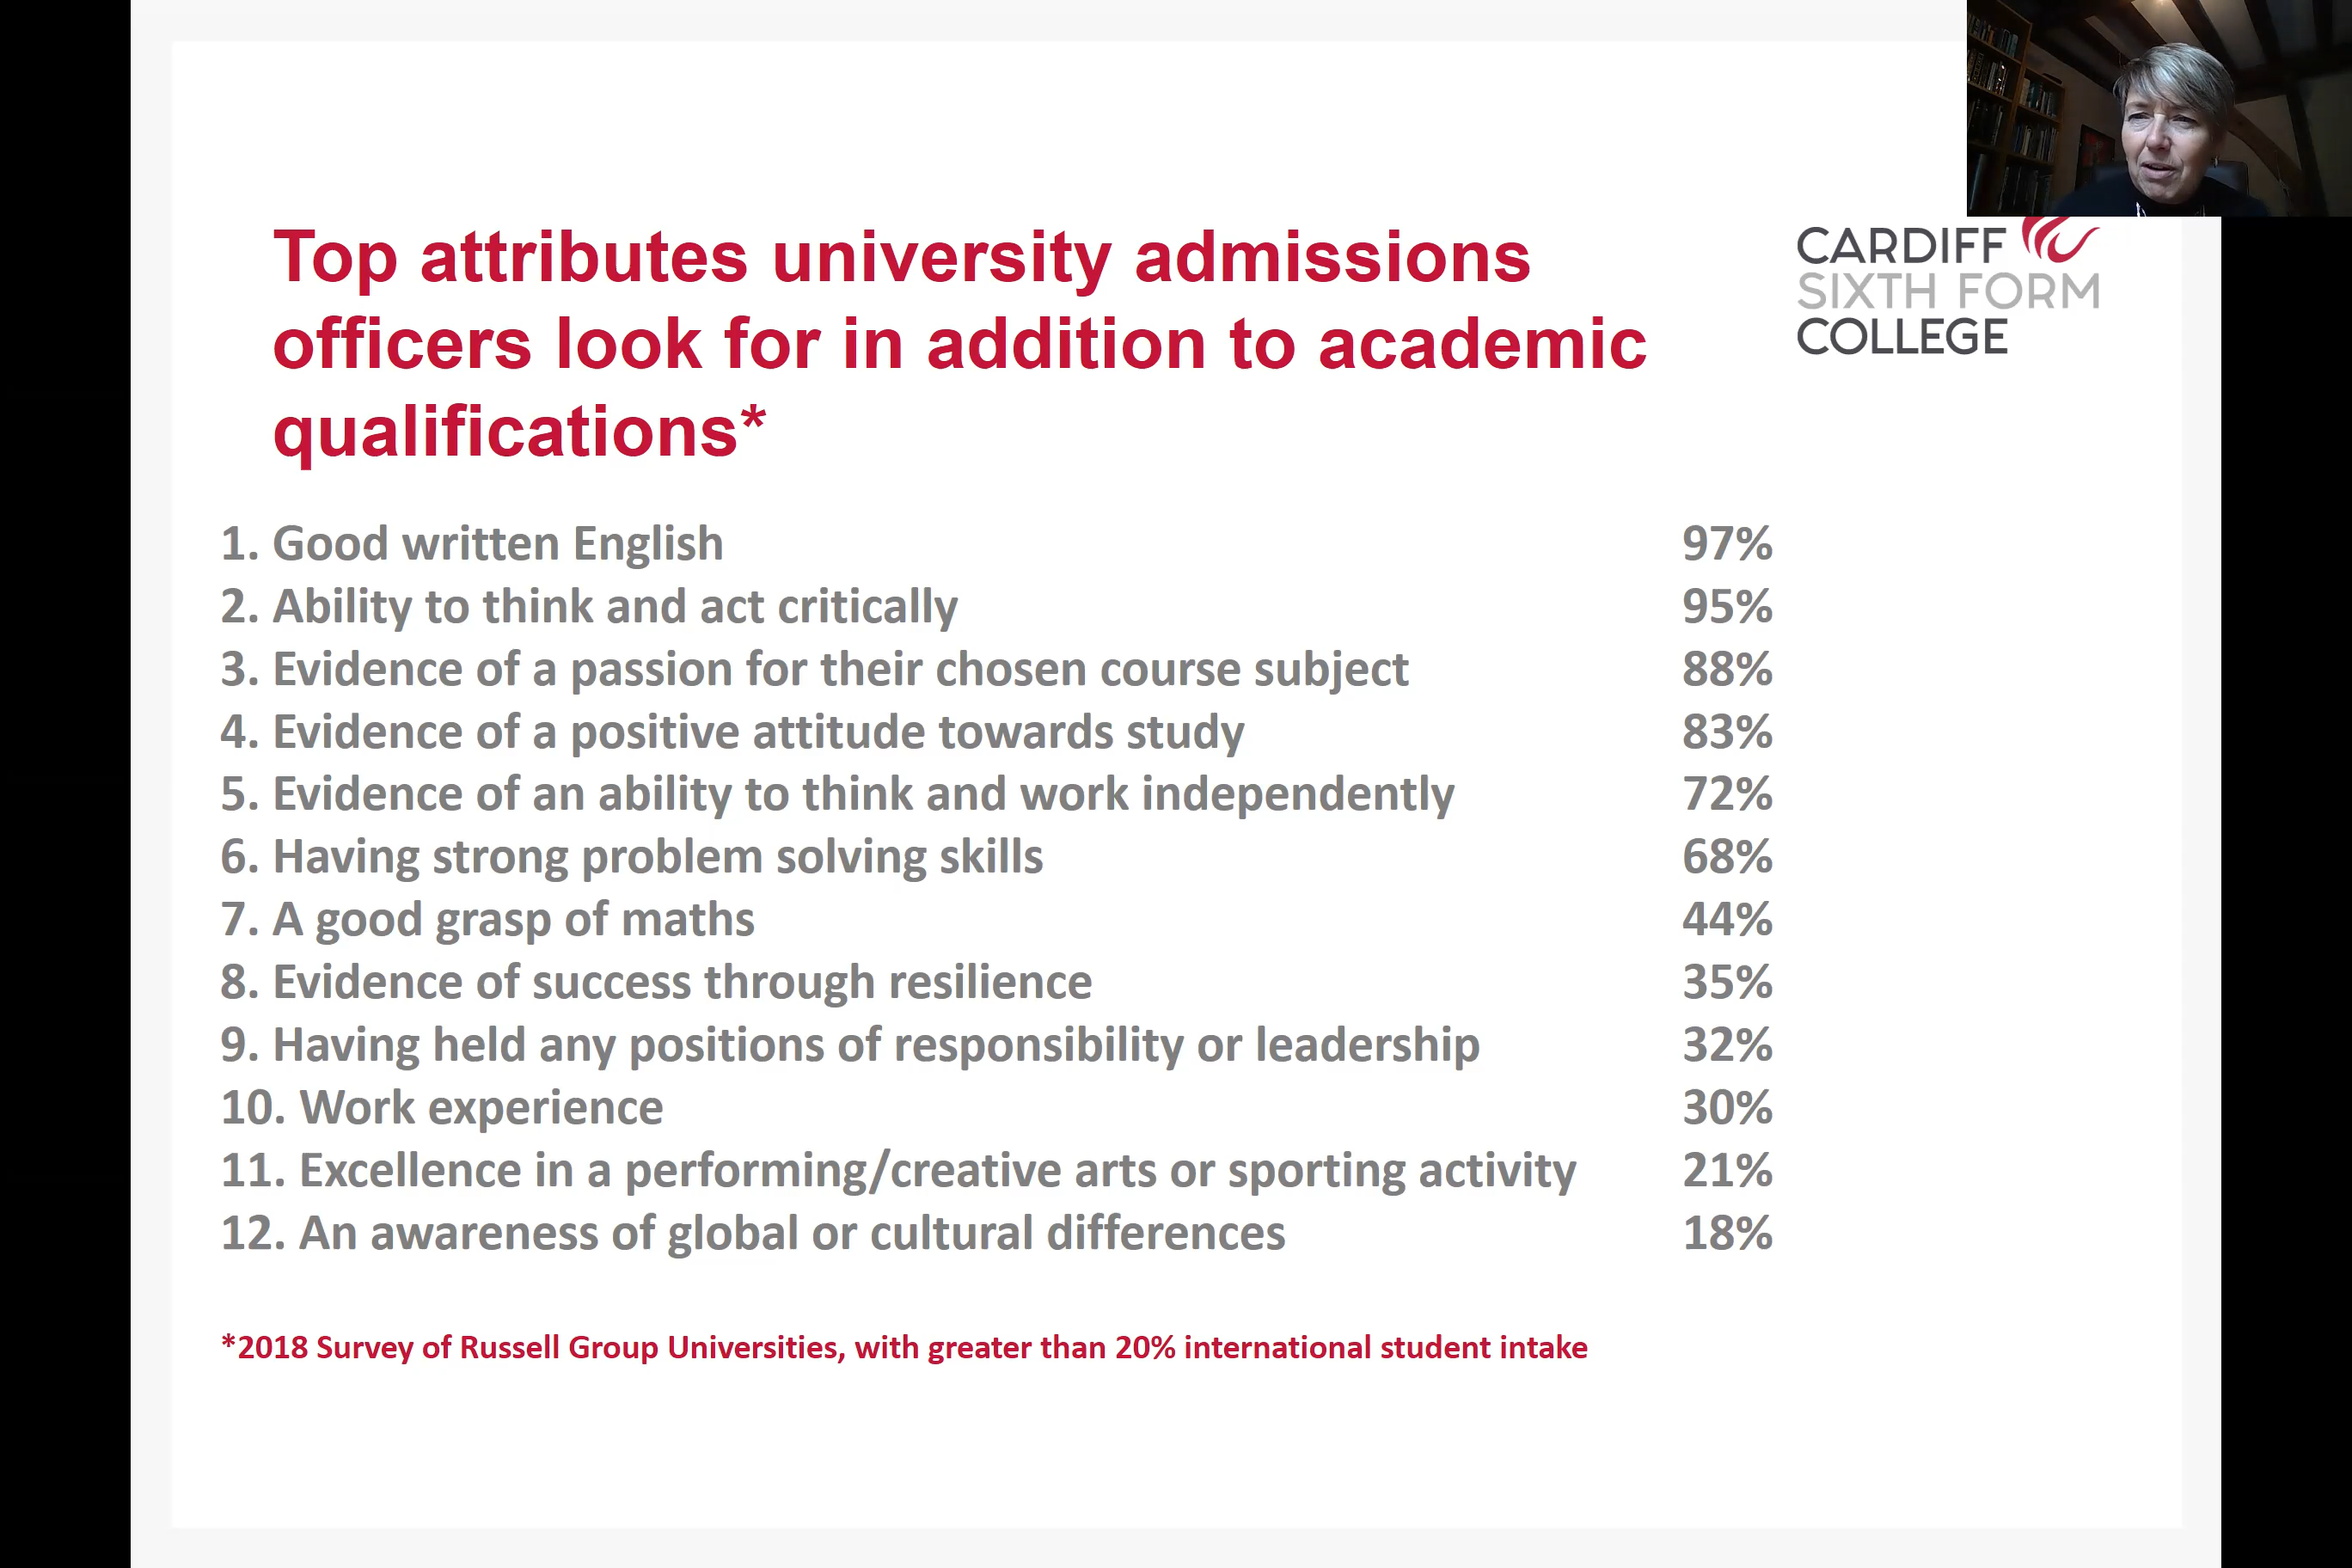 Top attributes university admissions
officers look for in addition to academic
qualifications*
CARDIFF
SIXTH FORM
COLLEGE
1. Good written English 97%
2. Ability to think and act critically 95%
3. Evidence of a passion for their chosen course subject 88%
4. Evidence of a positive attitude towards study 83%
5. Evidence of an ability to think and work independently 72%
6. Having strong problem solving skills 68%
7. A good grasp of maths 44%
8. Evidence of success through resilience 35%
9. Having held any positions of responsibility or leadership 32%
10. Work experience 30%
11. Excellence in a performing/creative arts or sporting activity 21%
12. An awareness of global or cultural differences 18%
*2018 Survey of Russell Group Universities, with greater than 20% international student intake